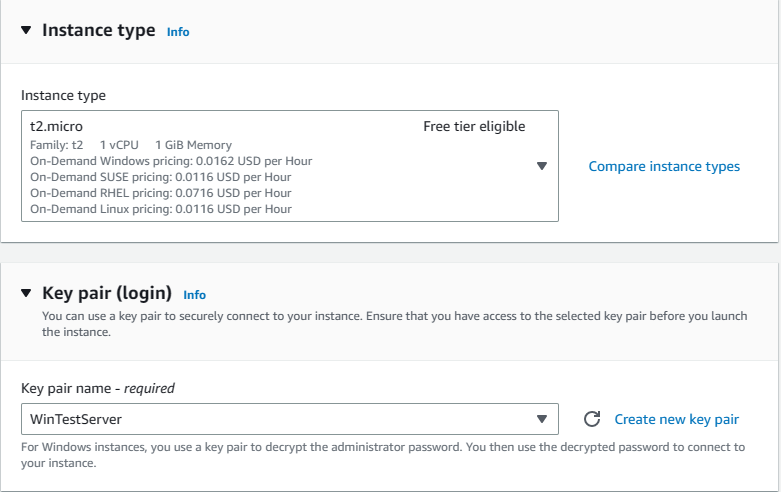 Instance type Info
Instance type
t2.micro Free tier eligible
Family: t2 1 vCPU 1 GiB Memory
On-Demand Windows pricing: 0.0162 USD per Hour
On-Demand SUSE pricing: 0.0116 USD per Hour
On-Demand RHEL pricing: 0.0716 USD per Hour
On-Demand Linux pricing: 0.0116 USD per Hour
Compare instance types
Key pair (login) Info
You can use a key pair to securely connect to your instance. Ensure that you have access to the selected key pair before you launch
the instance.
Key pair name - required
WinTestServer
Create new key pair
For Windows instances, you use a key pair to decrypt the administrator password. You then use the decrypted password to connect to
your instance.